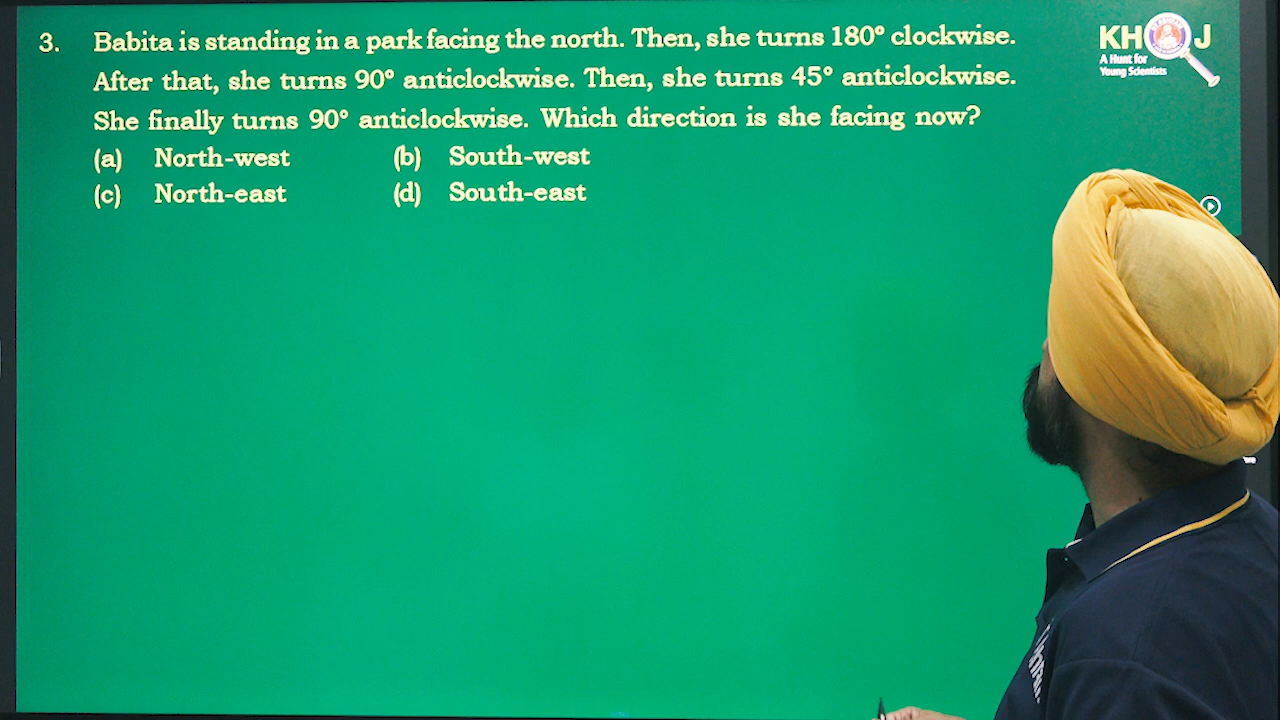 3. Babita is standing in a park facing the north. Then, she turns 180° clockwise.
After that, she turns 90° anticlockwise. Then, she turns 45° anticlockwise.
She finally turns 90° anticlockwise. Which direction is she facing now?
(a) North-west (b) South-west
(c) North-east (d) South-east
KH J
A Hunt for
Young Scientists